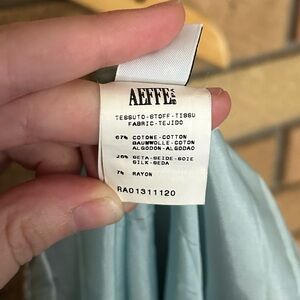 AEFFE SPA
TESSUTO-STOFF-TISSU
FABRIC-TEJIDO
67% COTONE-COTTON
BAUMWOLLE-COTON
ALGODON-ALGODAO
26% SETA-SEIDE-SOIE
SILK-SEDA
7% RAYON
RA01311120